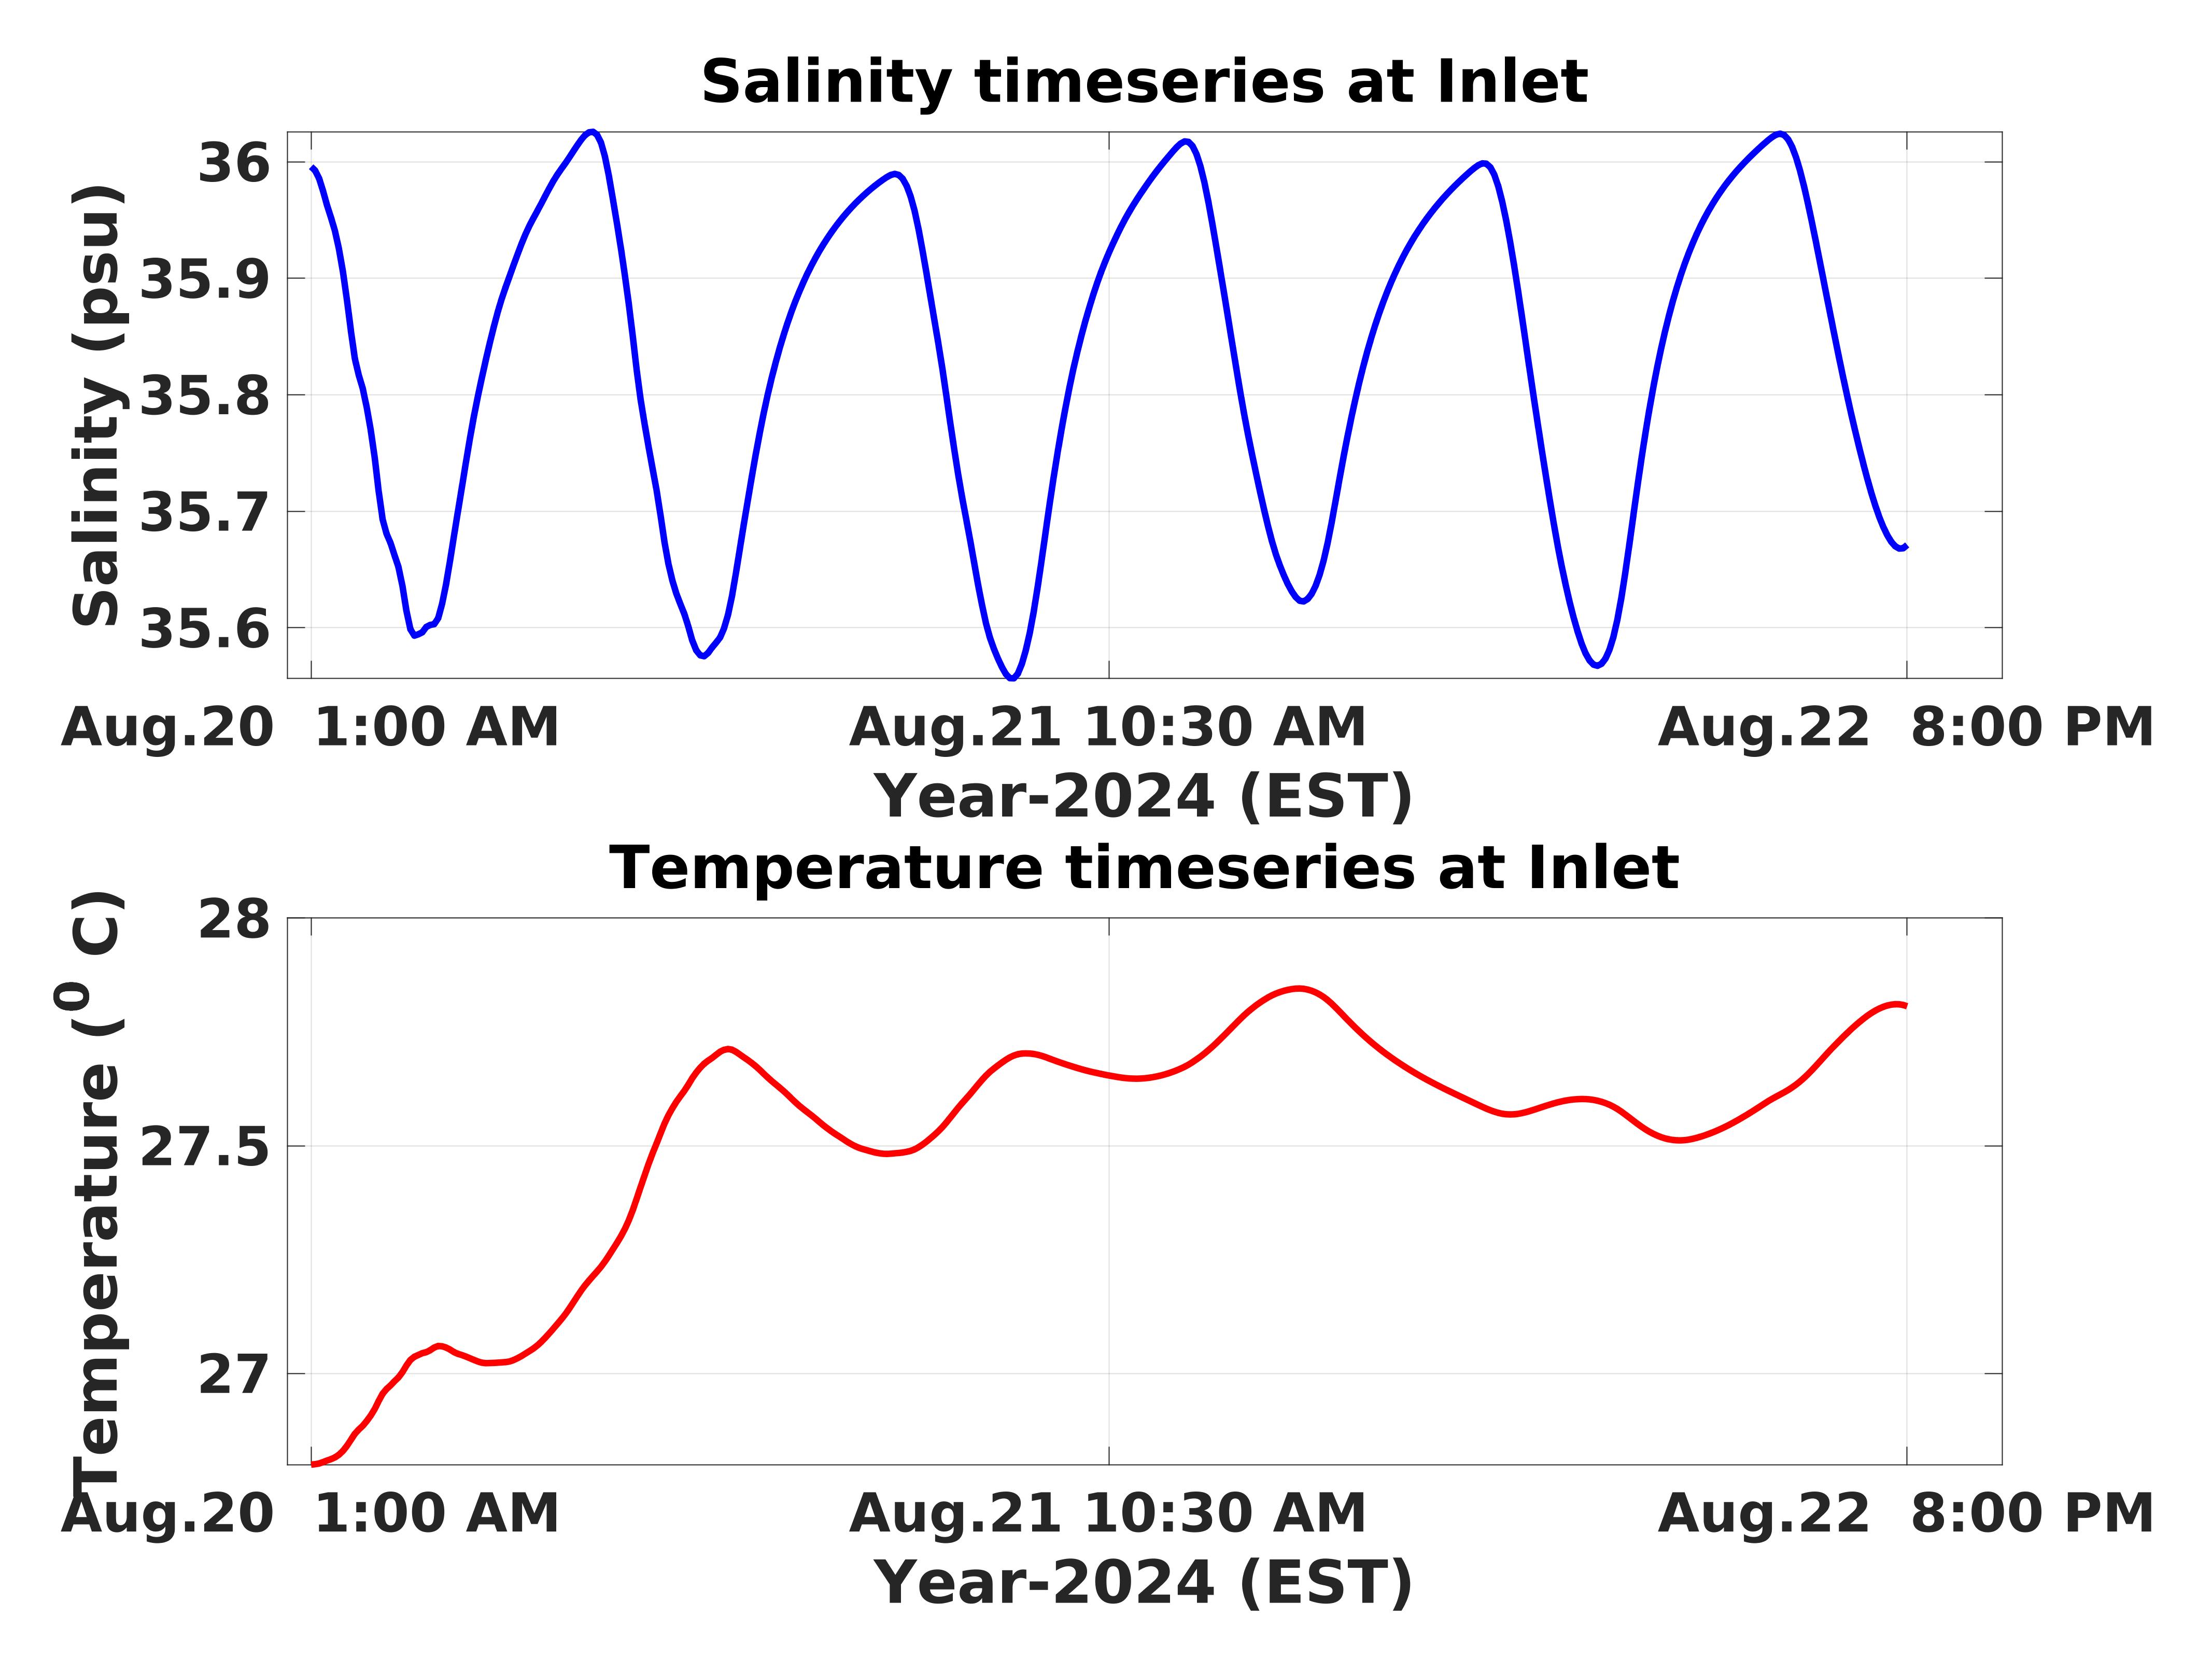 Salinity timeseries at Inlet
Salinity (psu)
36
35.9
35.8
35.7
35.6
Aug.20  1:00 AM
Aug.21 10:30 AM
Aug.22  8:00 PM
Year-2024 (EST)
Temperature timeseries at Inlet
Temperature (⁰ C)
28
27.5
27
Aug.20  1:00 AM
Aug.21 10:30 AM
Aug.22  8:00 PM
Year-2024 (EST)